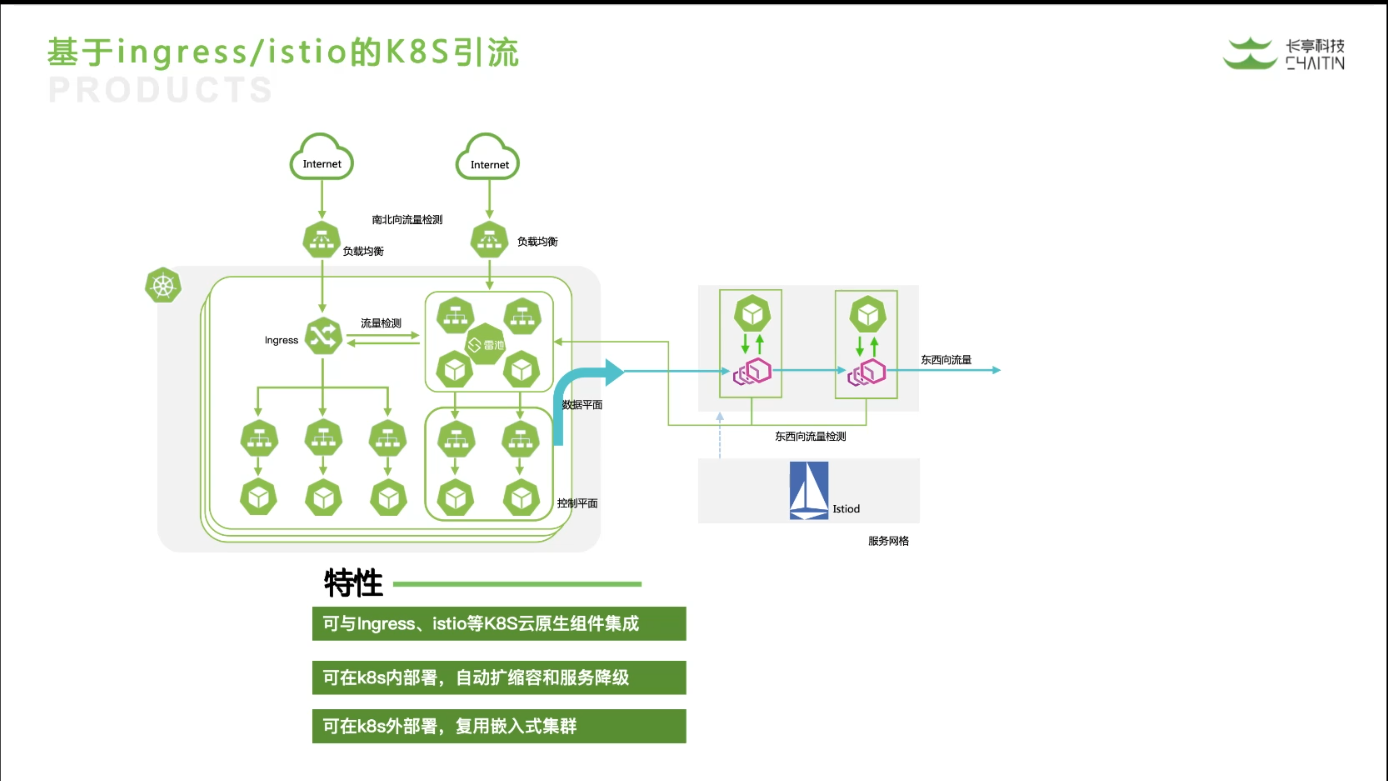 基于ingress/istio的K8S引流
PRODUCTS
长亭科技
CHAITIN
Internet
Internet
南北向流量检测
负载均衡
负载均衡
Ingress
流量检测
雷池
数据平面
控制平面
东西向流量
东西向流量检测
Istiod
服务网格
特性
可与Ingress、istio等K8S云原生组件集成
可在k8s内部署，自动扩缩容和服务降级
可在k8s外部署，复用嵌入式集群